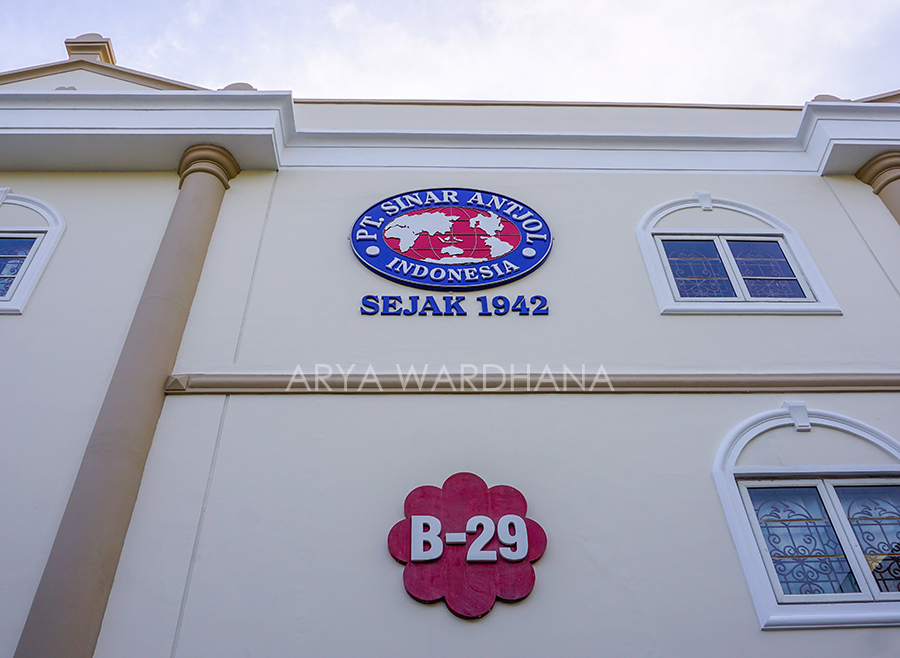 PT. SINAR ANTJOL
INDONESIA
SEJAK 1942
ARYA WARDHANA
B-29